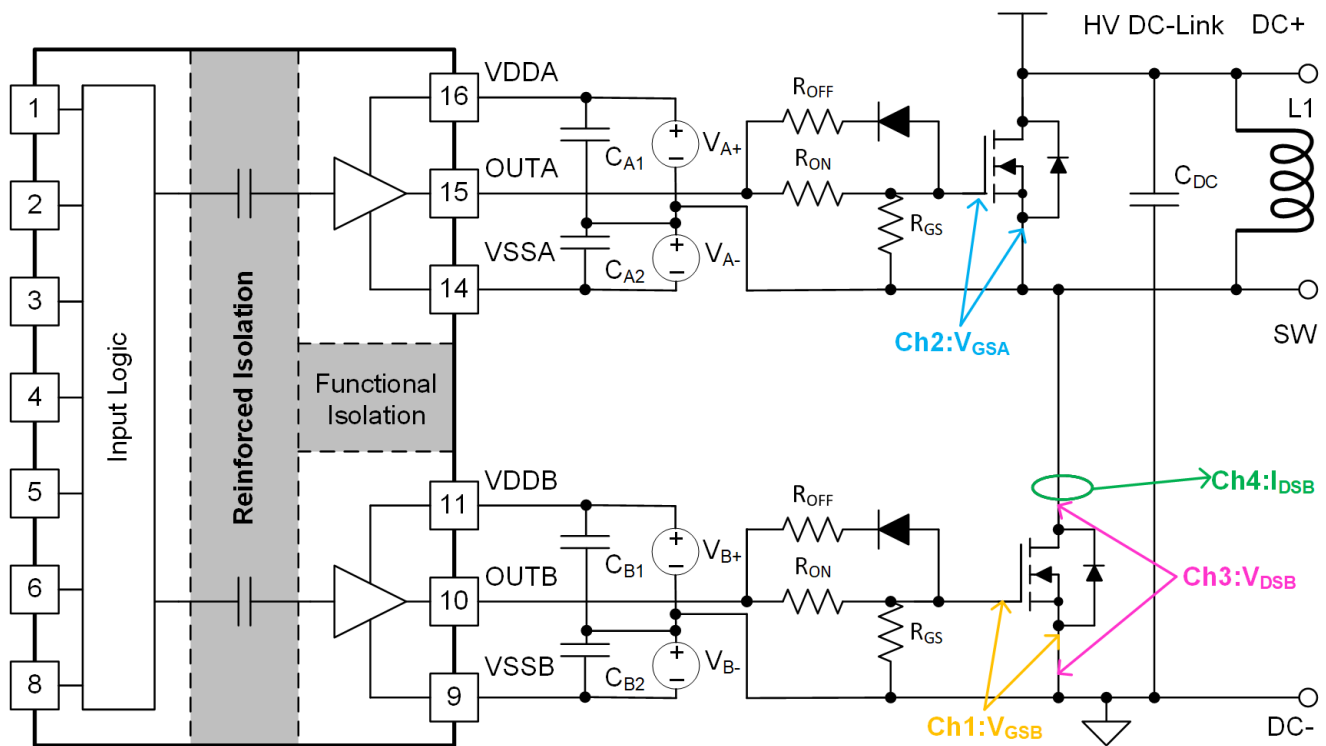 HV DC-Link
DC+
1
2
3
4
5
6
8
Input Logic
Reinforced Isolation
Functional
Isolation
16
VDDA
15
OUTA
14
VSSA
CA1
CA2
VA+
VA-
ROFF
RON
RGS
Ch2:VGSA
CDC
L1
SW
11
VDDB
10
OUTB
9
VSSB
CB1
CB2
VB+
VB-
ROFF
RON
RGS
Ch4:IDSB
Ch3:VDSB
Ch1:VGSB
DC-